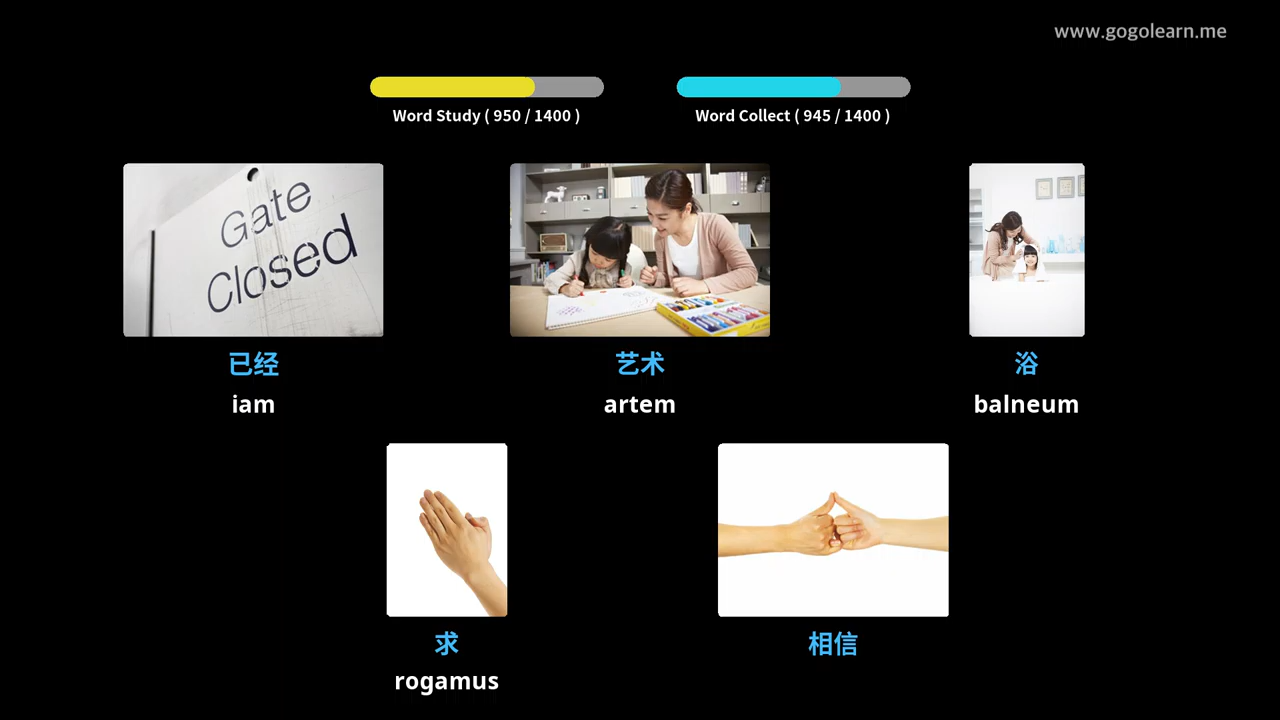 www.gogolearn.me
Word Study ( 950 / 1400 )
Word Collect ( 945 / 1400 )
Gate
Closed
已经
艺术
浴
iam
artem
balneum
求
相信
rogamus